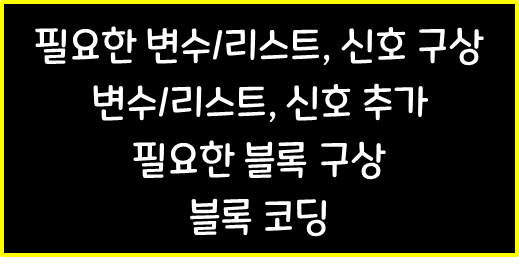 필요한 변수/리스트, 신호 구상
변수/리스트, 신호 추가
필요한 블록 구상
블록 코딩